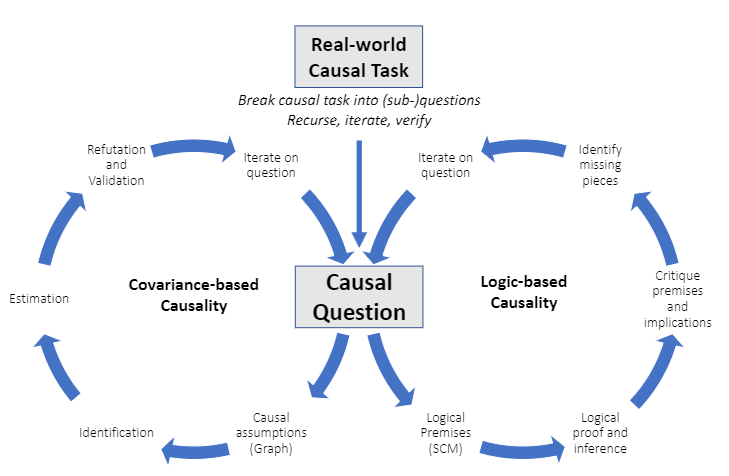 Real-world
Causal Task
Break causal task into (sub-)questions
Recurse, iterate, verify
Refutation
and
Validation
Iterate on
question
Iterate on
question
Identify
missing
pieces
Estimation
Covariance-based
Causality
Causal
Question
Logic-based
Causality
Critique
premises
and
implications
Identification
Causal
assumptions
(Graph)
Logical
Premises
(SCM)
Logical
proof and
inference